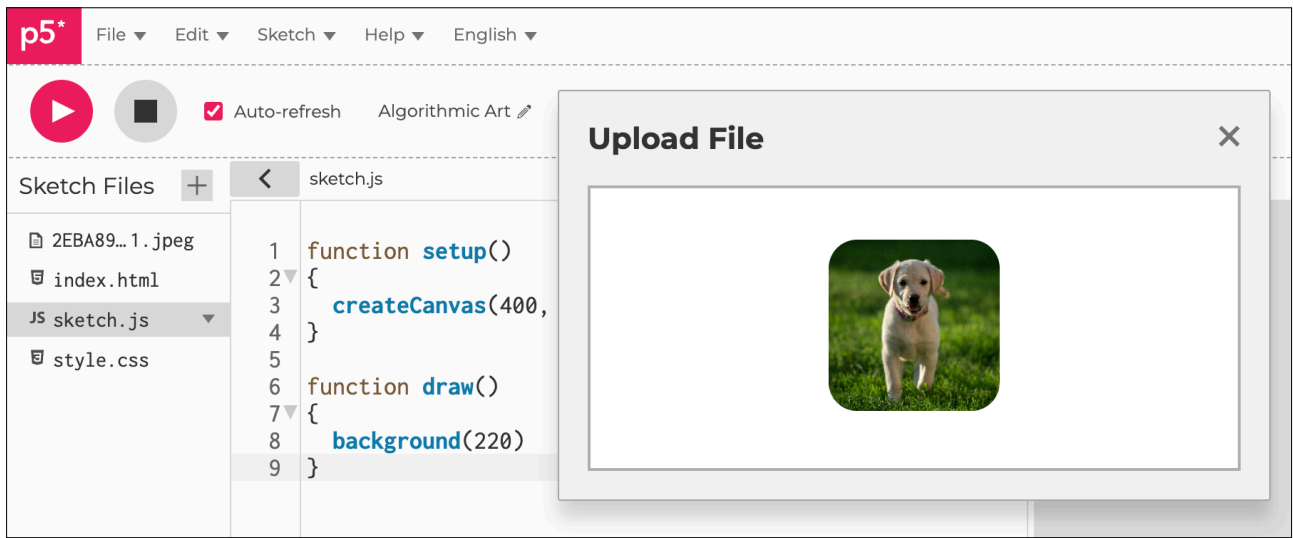 p5* File Edit Sketch Help English
Auto-refresh Algorithmic Art
Upload File
Sketch Files sketch.js
2EBA89…1.jpeg
index.html
JS sketch.js
style.css
1 function setup()
2 {
3 createCanvas(400,
4 }
5
6 function draw()
7 {
8 background(220)
9 }